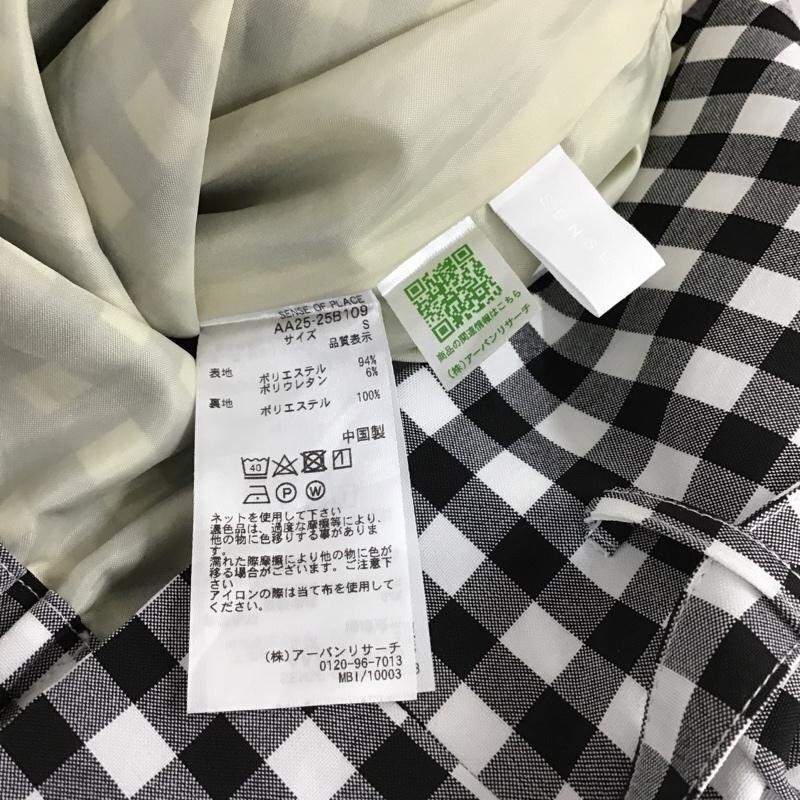 SENSE OF PLACE
AA25-25B109
サイズ S
品質表示
表地 ポリエステル 94%
ポリウレタン 6%
裏地 ポリエステル 100%
中国製
40
P W
ネットを使用して下さい
濃色品は、過度な摩擦等により、
他の物に色移りする事がありま
す。
濡れた際摩擦により他の物に色が
移る場合がございます。ご注意下
さい
アイロンの際は当て布を使用して
ください。
(株)アーバンリサーチ
0120-96-7013
MBI/10003
商品の関連情報はこちら
(株)アーバンリサーチ
SENSE